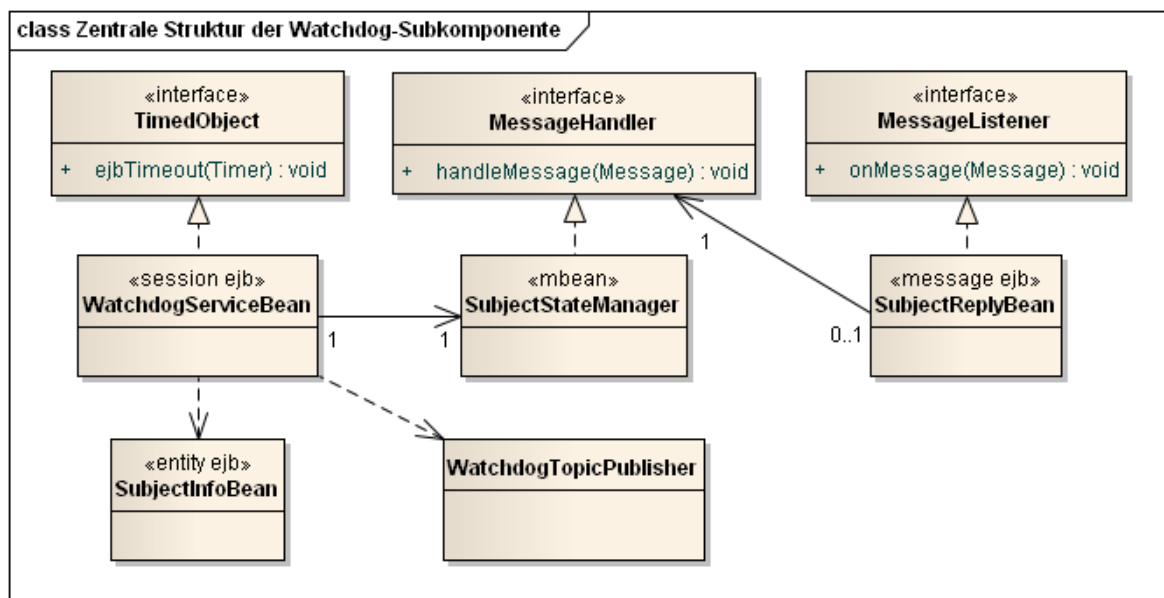 class Zentrale Struktur der Watchdog-Subkomponente
«interface»
TimedObject
+ ejbTimeout(Timer) : void
«interface»
MessageHandler
+ handleMessage(Message) : void
«interface»
MessageListener
+ onMessage(Message) : void
«session ejb»
WatchdogServiceBean
1
1
«mbean»
SubjectStateManager
1
0..1
«message ejb»
SubjectReplyBean
«entity ejb»
SubjectInfoBean
WatchdogTopicPublisher